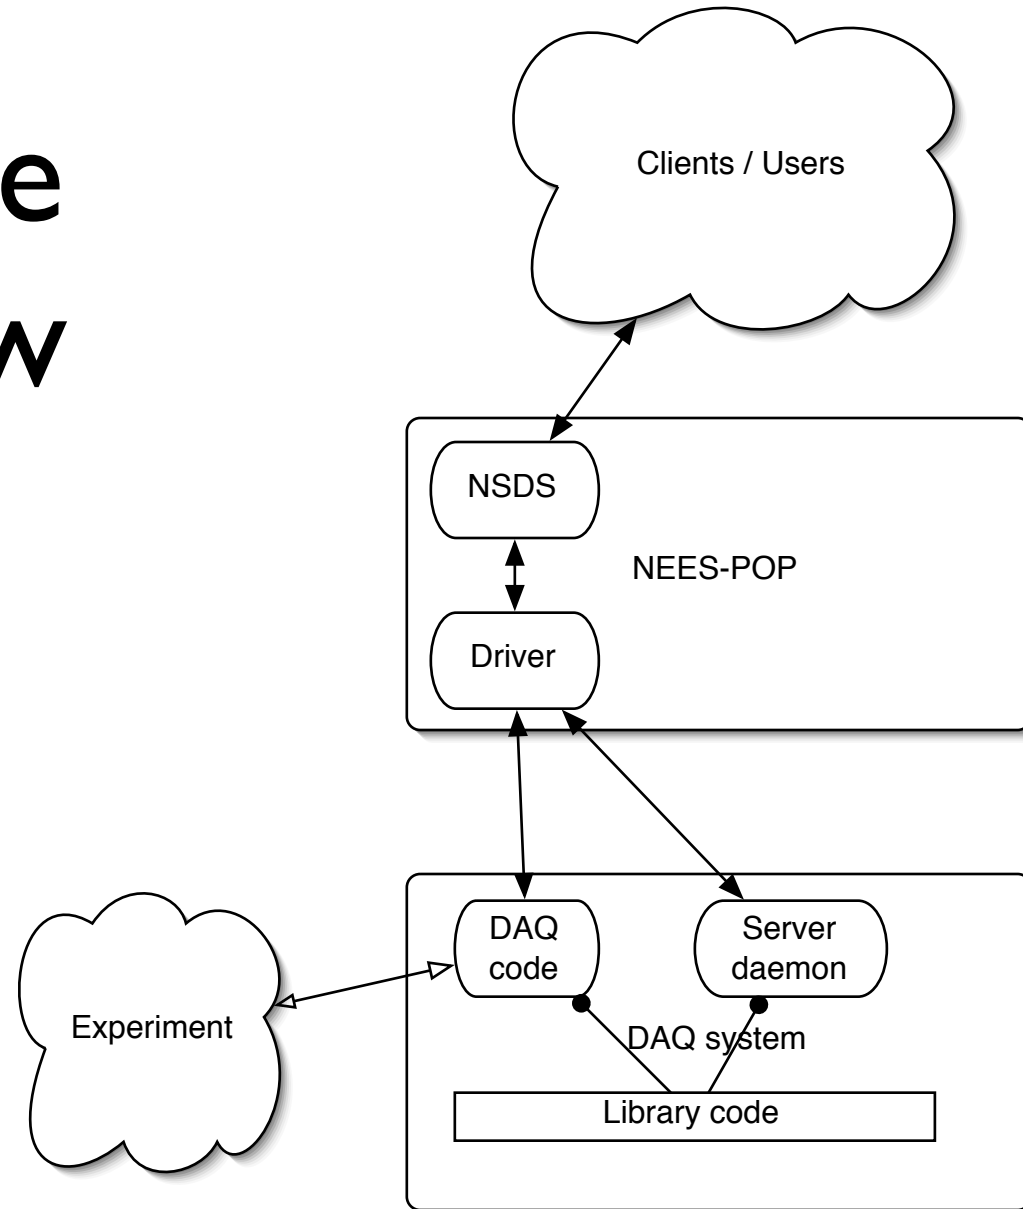 e
w
Clients / Users
NSDS
NEES-POP
Driver
DAQ
code
Server
daemon
Experiment
DAQ system
Library code